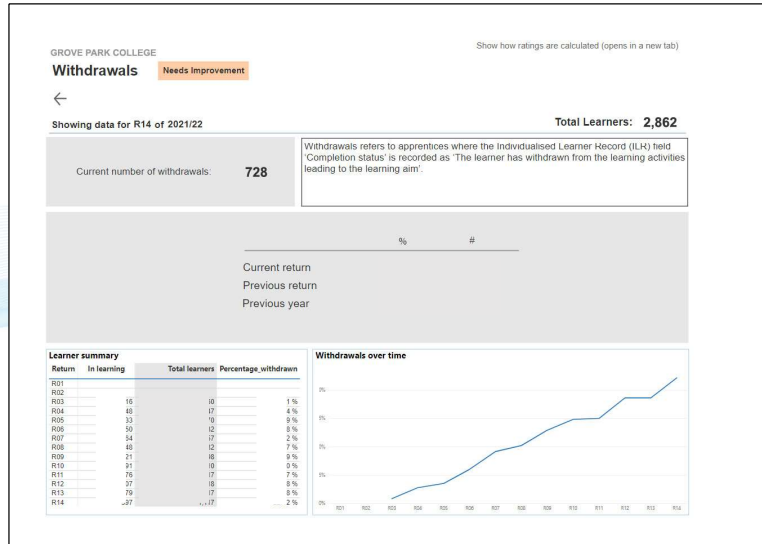 Show how ratings are calculated (opens in a new tab)
GROVE PARK COLLEGE
Withdrawals Needs Improvement
Showing data for R14 of 2021/22 Total Learners: 2,862
Current number of withdrawals: 728
Withdrawals refers to apprentices where the Individualised Learner Record (ILR) field
'Completion status' is recorded as 'The learner has withdrawn from the learning activities
leading to the learning aim'.
% #
Current return
Previous return
Previous year
Learner summary
Return In learning Total learners Percentage_withdrawn
R01
R02
R03 16 1 %
R04 48 4 %
R05 33 9 %
R06 50 8 %
R07 54 2 %
R08 48 7 %
R09 21 9 %
R10 91 0 %
R11 76 7 %
R12 8 %
R13 79 8 %
R14 2 %
Withdrawals over time
R01 R02 R03 R04 R05 R06 R07 R08 R09 R10 R11 R12 R13 R14